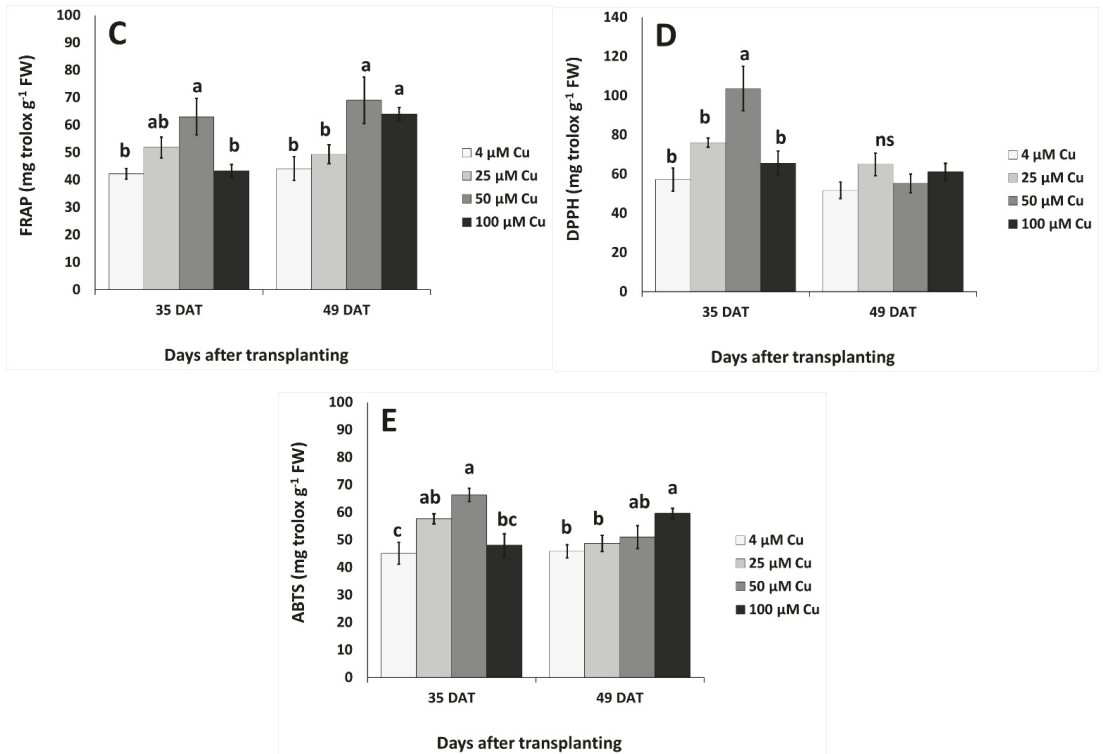 C
FRAP (mg trolox g⁻¹ FW)
100
90
80
70
60
50
40
30
20
10
0
b
ab
a
b
b
b
a
a
35 DAT
49 DAT
Days after transplanting
4 µM Cu
25 µM Cu
50 µM Cu
100 µM Cu
D
DPPH (mg trolox g⁻¹ FW)
140
120
100
80
60
40
20
0
b
b
a
b
ns
35 DAT
49 DAT
Days after transplanting
4 µM Cu
25 µM Cu
50 µM Cu
100 µM Cu
E
ABTS (mg trolox g⁻¹ FW)
100
90
80
70
60
50
40
30
20
10
0
c
ab
a
bc
b
b
ab
a
35 DAT
49 DAT
Days after transplanting
4 µM Cu
25 µM Cu
50 µM Cu
100 µM Cu